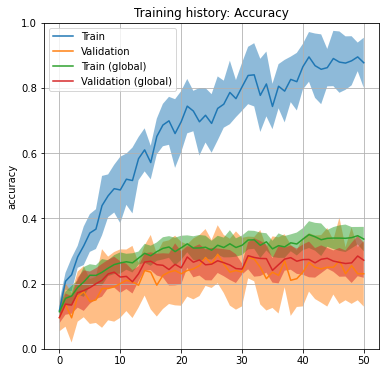 Training history: Accuracy
Train
Validation
Train (global)
Validation (global)
accuracy
1.0
0.8
0.6
0.4
0.2
0.0
0
10
20
30
40
50